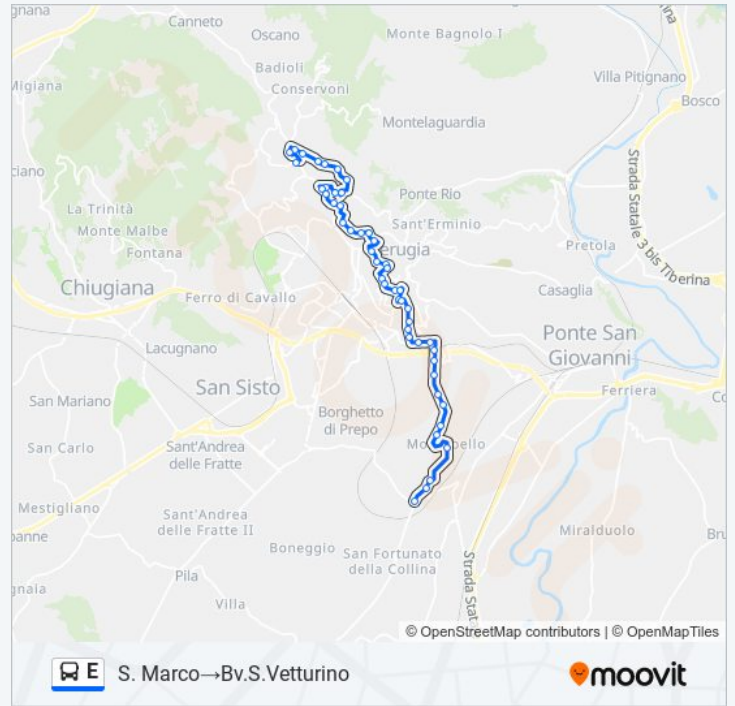 gnana
Canneto
Oscano
Monte Bagnolo I
Badioli
Conservoni
Villa Pitignano
Migiana
Bosco
Montelaguardia
ciano
Strada Statale 3 bis Tiberina
La Trinità
Ponte Rio
Monte Malbe
Sant'Erminio
Pretola
Fontana
erugia
Chiugiana
Casaglia
Ferro di Cavallo
Ponte San
Giovanni
Lacugnano
San Sisto
Ferriera
San Mariano
Borghetto
di Prepo
San Carlo
Sant'Andrea
delle Fratte
Mestigliano
Sant'Andrea
delle Fratte II
Miralduolo
Boneggio
San Fortunato
della Collina
Pila
Strada Stat
Villa
© OpenStreetMap contributors | © OpenMapTiles
E S. Marco→Bv.S.Vetturino
moovit